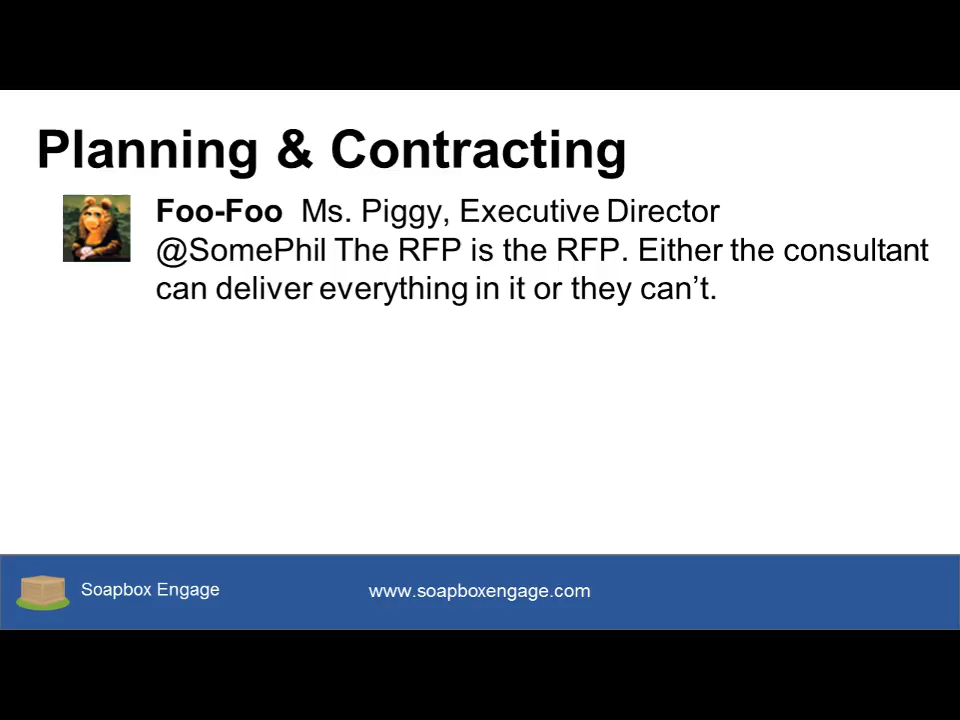 Planning & Contracting
Foo-Foo Ms. Piggy, Executive Director
@SomePhil The RFP is the RFP. Either the consultant
can deliver everything in it or they can’t.
Soapbox Engage
www.soapboxengage.com